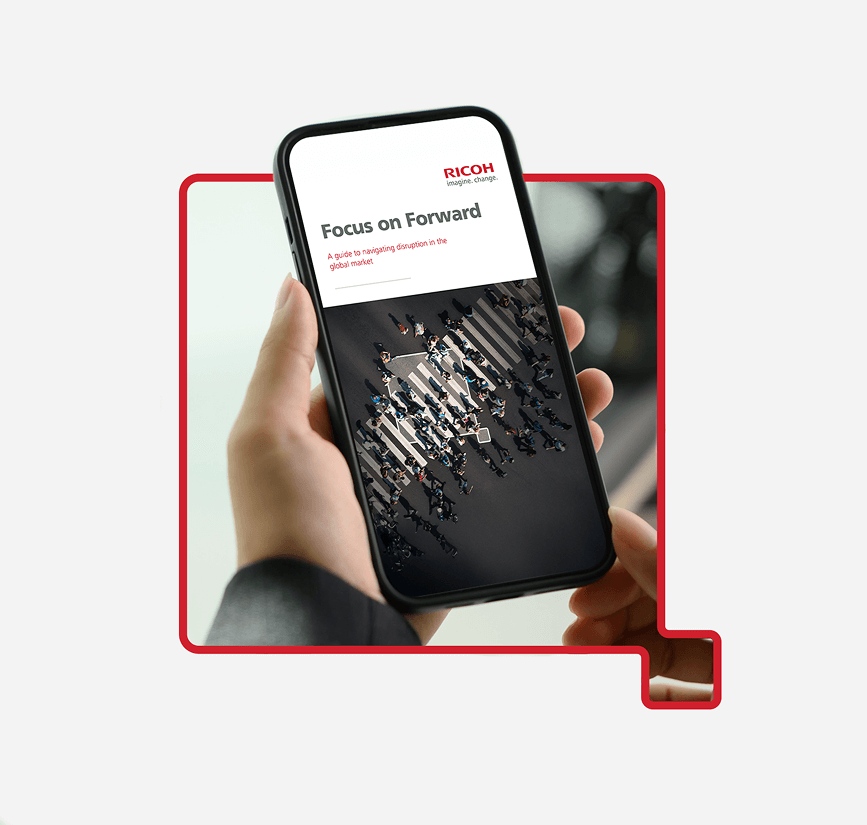 RICOH
imagine. change.
Focus on Forward
A guide to navigating disruption in the
global market